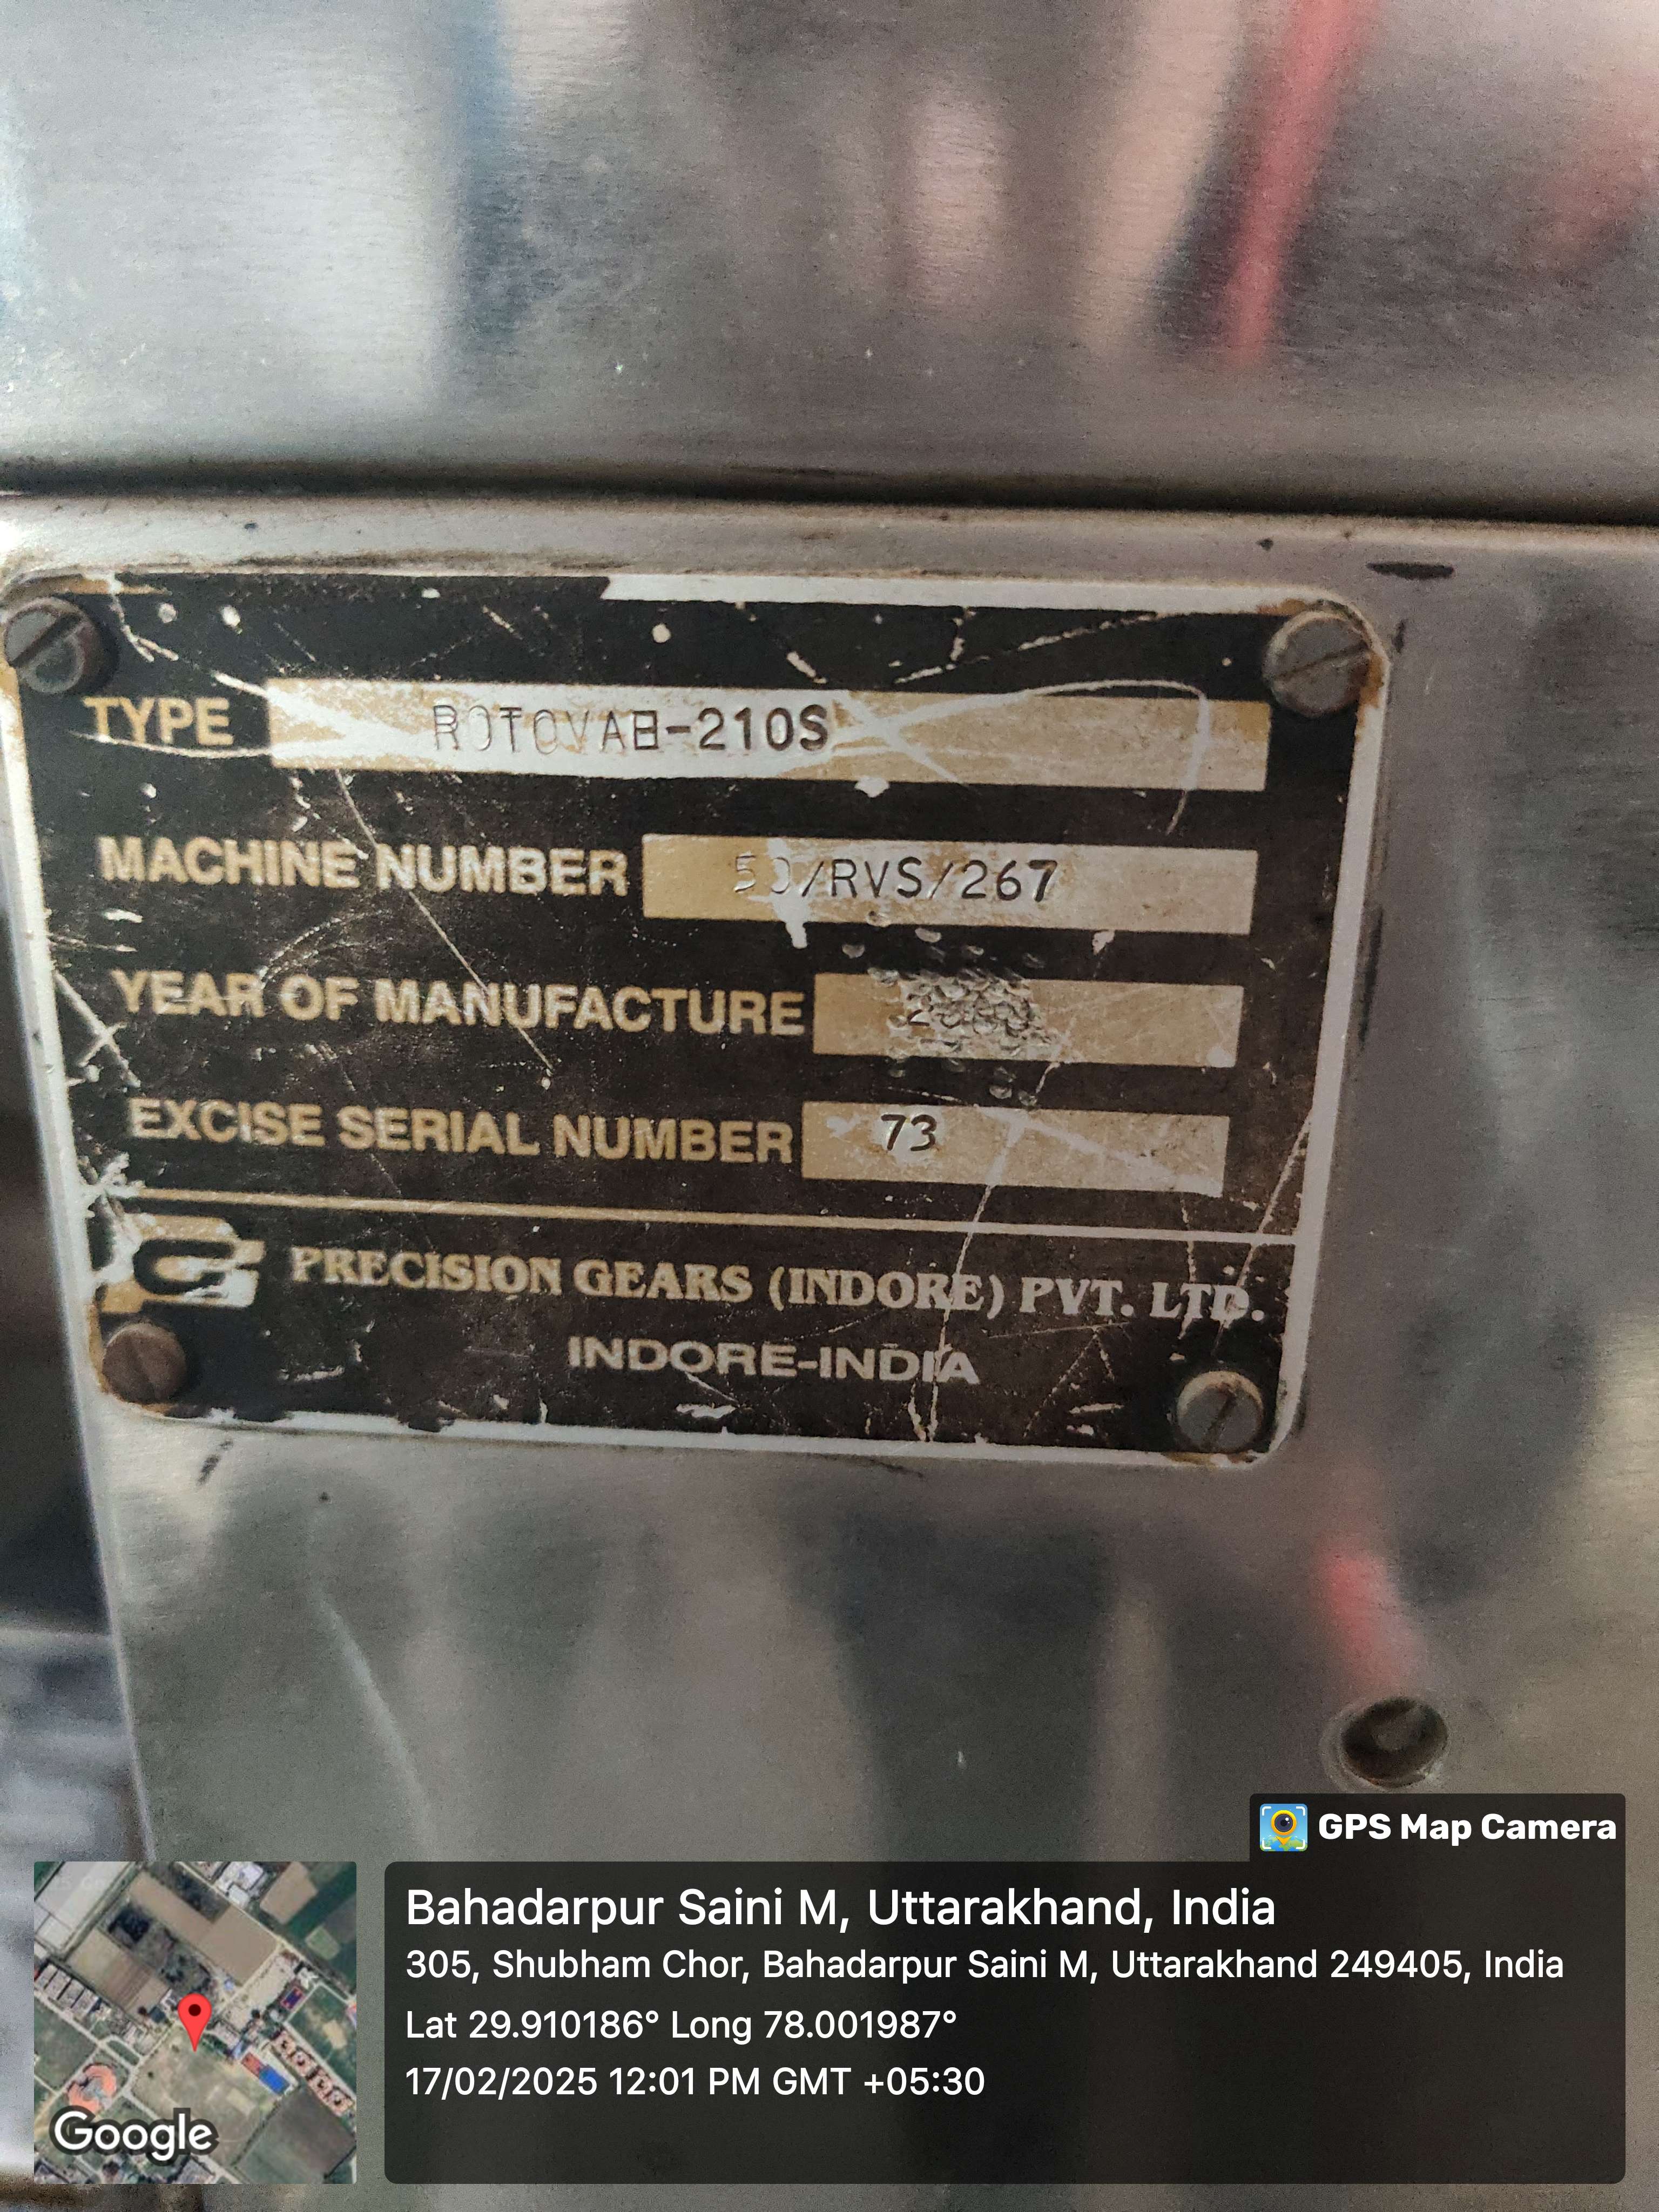 TYPE ROTOVAB-210S
MACHINE NUMBER 50/RVS/267
YEAR OF MANUFACTURE
EXCISE SERIAL NUMBER 73
PRECISION GEARS (INDORE) PVT. LTD.
INDORE-INDIA
GPS Map Camera
Bahadarpur Saini M, Uttarakhand, India
305, Shubham Chor, Bahadarpur Saini M, Uttarakhand 249405, India
Lat 29.910186° Long 78.001987°
17/02/2025 12:01 PM GMT +05:30
Google